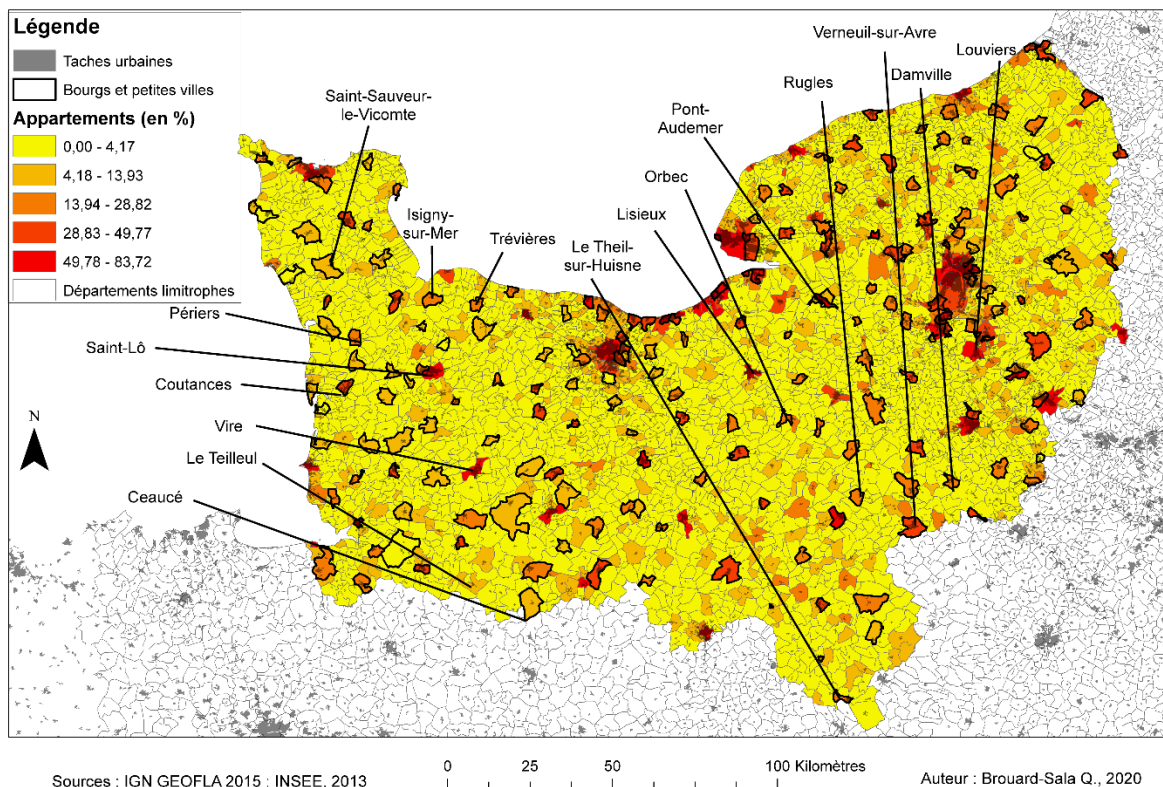 Légende
Taches urbaines
Bourgs et petites villes
Appartements (en %)
0,00 - 4,17
4,18 - 13,93
13,94 - 28,82
28,83 - 49,77
49,78 - 83,72
Départements limitrophes
Saint-Sauveur-
le-Vicomte
Isigny-
sur-Mer
Trévières
Le Theil-
sur-Huisne
Lisieux
Orbec
Pont-
Audemer
Rugles
Verneuil-sur-Avre
Damville
Louviers
Périers
Saint-Lô
Coutances
Vire
Le Teilleul
Ceaucé
N
Sources : IGN GEOFLA 2015 : INSEE, 2013
0 25 50 100 Kilomètres
Auteur : Brouard-Sala Q., 2020